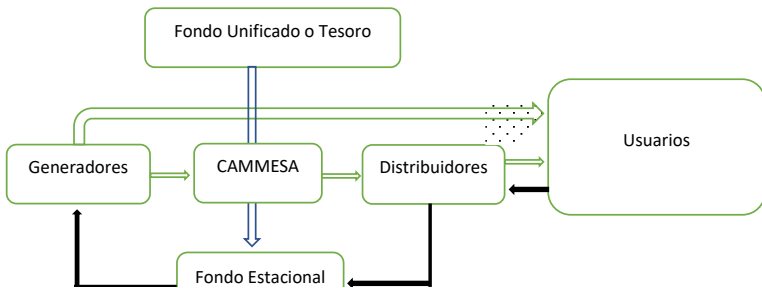 Fondo Unificado o Tesoro
Usuarios
Generadores
CAMMESA
Distribuidores
Fondo Estacional